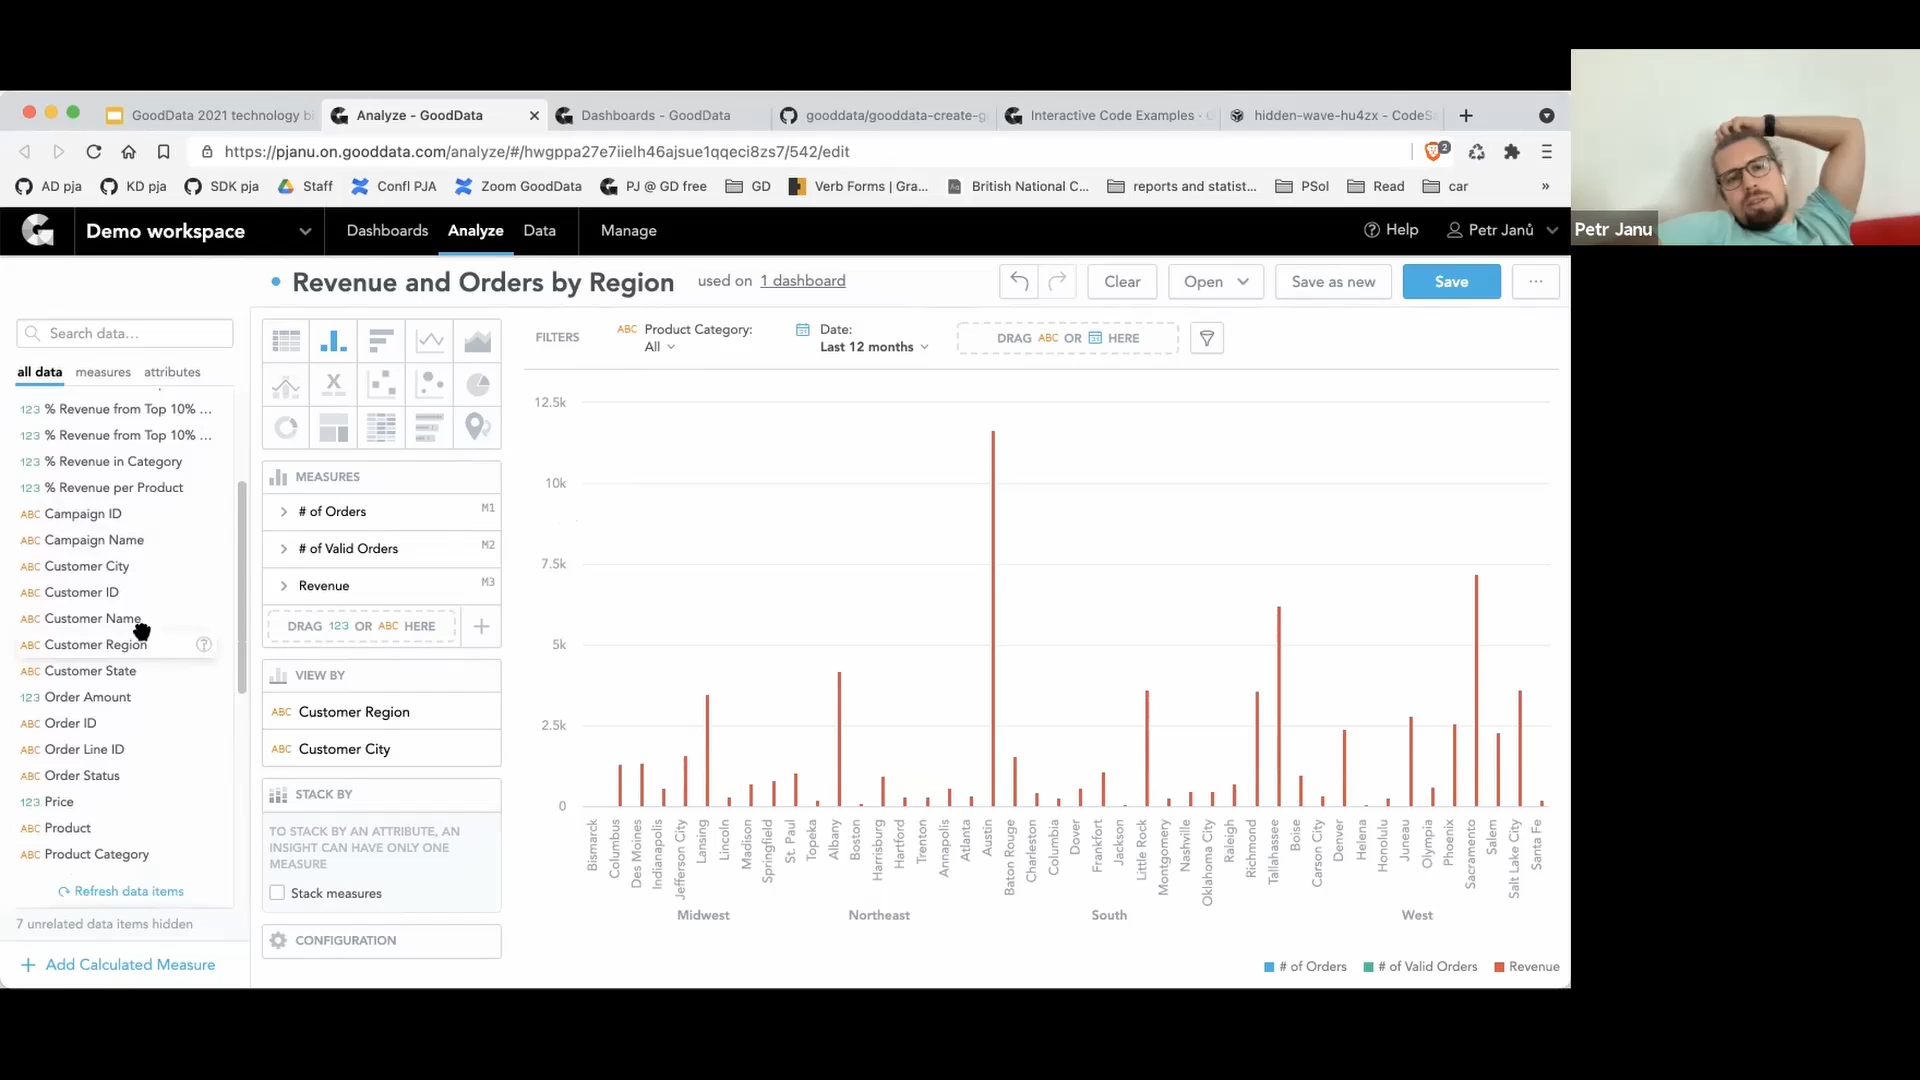 GoodData 2021 technology bi
Analyze - GoodData
Dashboards - GoodData
gooddata/gooddata-create-g
Interactive Code Examples · G
hidden-wave-hu4zx - CodeSa
https://pjanu.on.gooddata.com/analyze/#/hwgppa27e7iielh46ajsue1qqeci8zs7/542/edit
2
AD pja
KD pja
SDK pja
Staff
Confl PJA
Zoom GoodData
PJ @ GD free
GD
Verb Forms | Gra...
British National C...
reports and statist...
PSol
Read
car
»
Petr Janu
Demo workspace
Dashboards
Analyze
Data
Manage
Help
Petr Janů
Revenue and Orders by Region
used on 1 dashboard
Clear
Open
Save as new
Save
...
Search data...
all data
measures
attributes
123 % Revenue from Top 10% ...
123 % Revenue from Top 10% ...
123 % Revenue in Category
123 % Revenue per Product
ABC Campaign ID
ABC Campaign Name
ABC Customer City
ABC Customer ID
ABC Customer Name
ABC Customer Region
ABC Customer State
123 Order Amount
ABC Order ID
ABC Order Line ID
ABC Order Status
123 Price
ABC Product
ABC Product Category
Refresh data items
7 unrelated data items hidden
+ Add Calculated Measure
MEASURES
# of Orders M1
# of Valid Orders M2
Revenue M3
DRAG 123 OR ABC HERE
VIEW BY
ABC Customer Region
ABC Customer City
STACK BY
TO STACK BY AN ATTRIBUTE, AN
INSIGHT CAN HAVE ONLY ONE
MEASURE
Stack measures
CONFIGURATION
FILTERS
ABC Product Category:
All
Date:
Last 12 months
DRAG ABC OR HERE
12.5k
10k
7.5k
5k
2.5k
0
Bismarck
Columbus
Des Moines
Indianapolis
Jefferson City
Lansing
Lincoln
Madison
Springfield
St. Paul
Topeka
Albany
Boston
Harrisburg
Hartford
Trenton
Annapolis
Atlanta
Austin
Baton Rouge
Charleston
Columbia
Dover
Frankfort
Jackson
Little Rock
Montgomery
Nashville
Oklahoma City
Raleigh
Richmond
Tallahassee
Boise
Carson City
Denver
Helena
Honolulu
Juneau
Olympia
Phoenix
Sacramento
Salem
Salt Lake City
Santa Fe
Midwest
Northeast
South
West
# of Orders
# of Valid Orders
Revenue